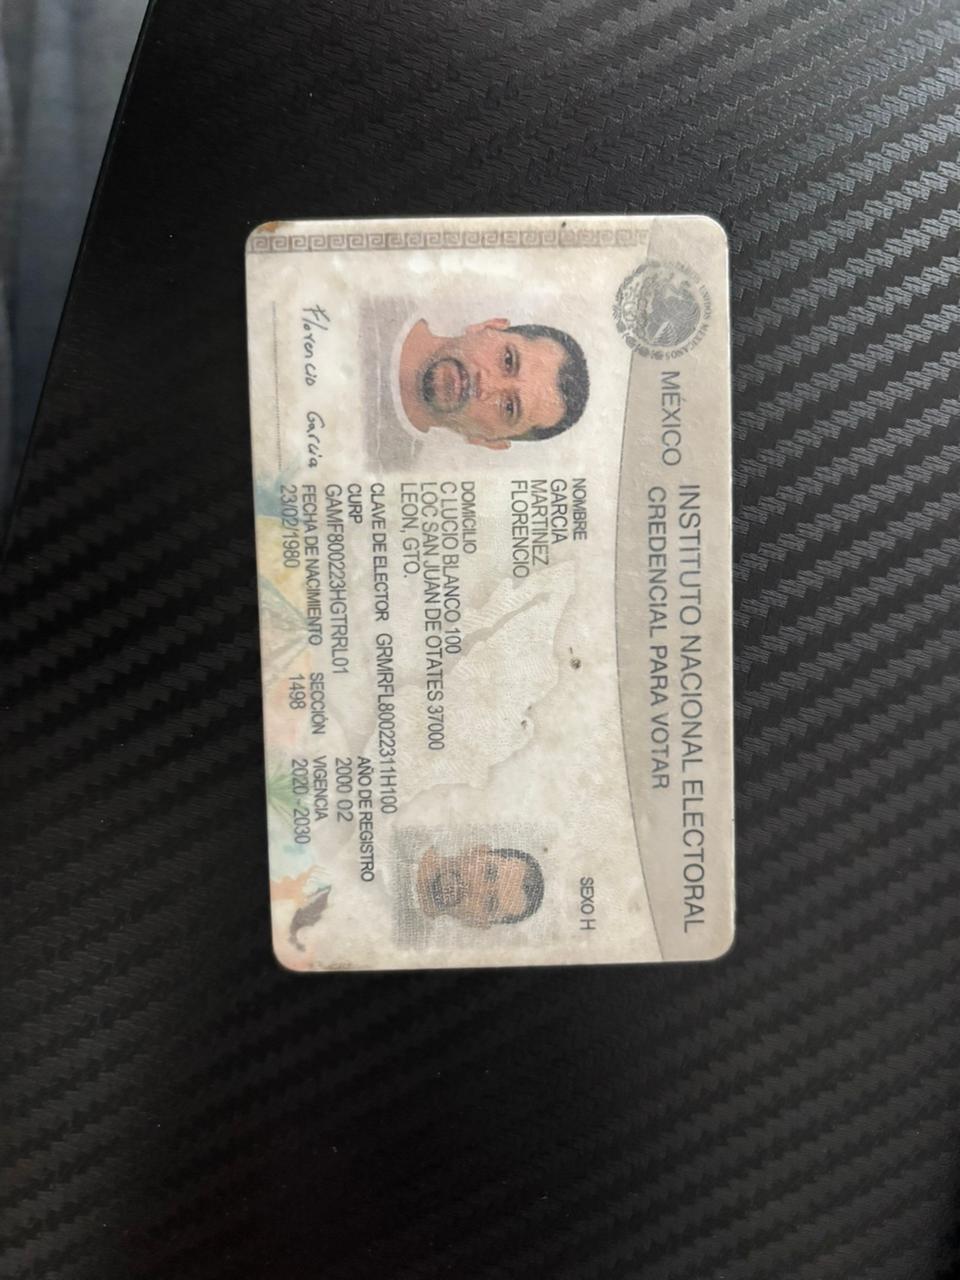 MÉXICO INSTITUTO NACIONAL ELECTORAL
CREDENCIAL PARA VOTAR
UNIDOS MEXICANOS
NOMBRE
GARCIA
MARTINEZ
FLORENCIO
SEXO H
DOMICILIO
C LUCIO BLANCO 100
LOC SAN JUAN DE OTATES 37000
LEON, GTO.
CLAVE DE ELECTOR GRMRFL80022311H100
CURP
GAMF800223HGTRRL01
AÑO DE REGISTRO
2000 02
FECHA DE NACIMIENTO
23/02/1980
SECCIÓN
1498
VIGENCIA
2020 - 2030
Florencio Garcia